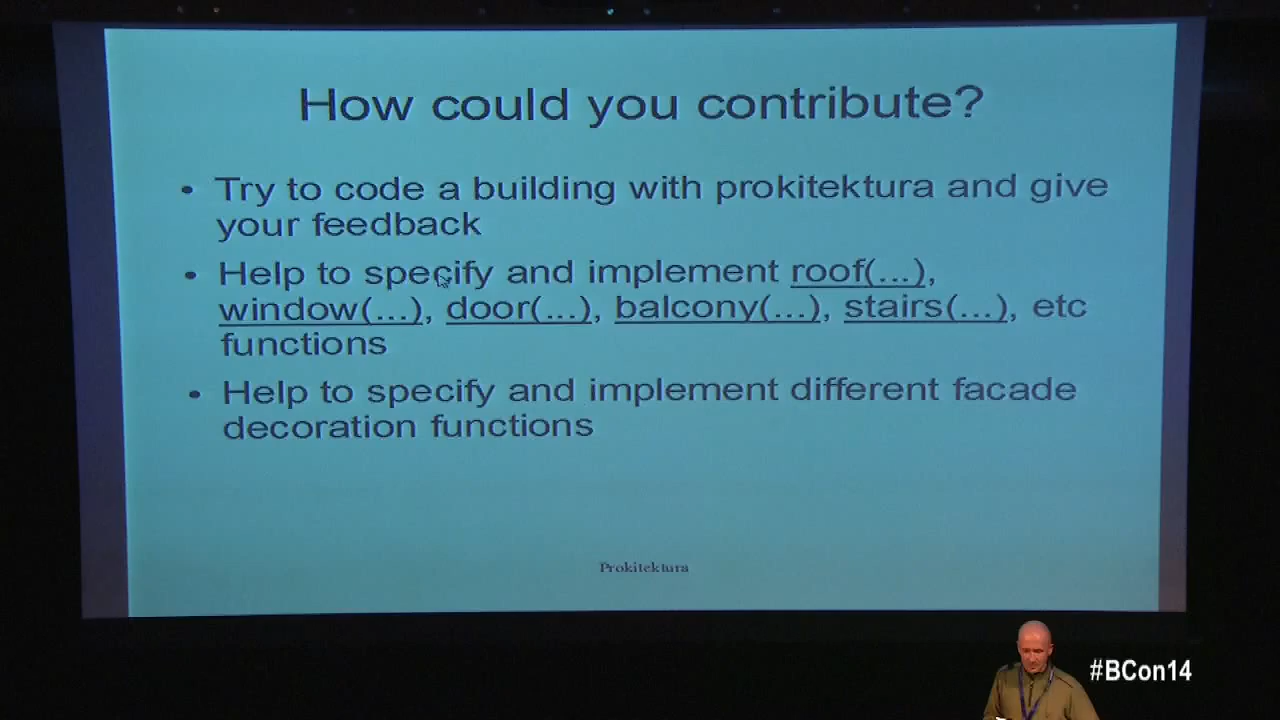 How could you contribute?
• Try to code a building with prokitektura and give
your feedback
• Help to specify and implement roof(...),
window(...), door(...), balcony(...), stairs(...), etc
functions
• Help to specify and implement different facade
decoration functions
Prokitektura
#BCon14